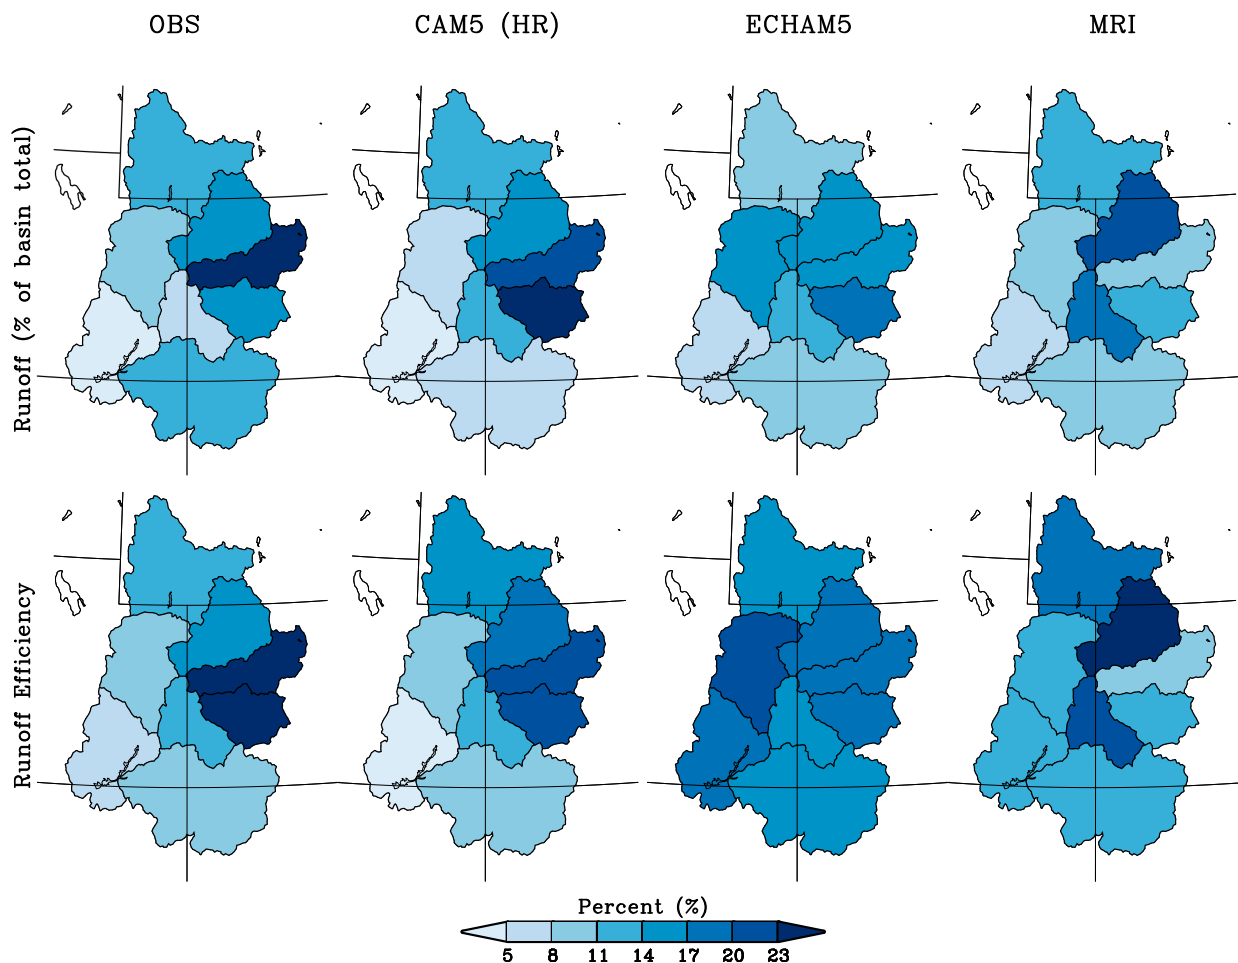 OBS CAM5 (HR) ECHAM5 MRI
Runoff (% of basin total)
Runoff Efficiency
Percent (%)
5 8 11 14 17 20 23